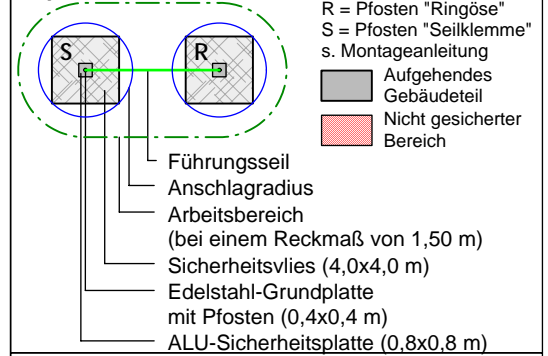 R = Pfosten "Ringöse"
S = Pfosten "Seilklemme"
s. Montageanleitung
S
R
Aufgehendes
Gebäudeteil
Nicht gesicherter
Bereich
Führungsseil
Anschlagradius
Arbeitsbereich
(bei einem Reckmaß von 1,50 m)
Sicherheitsvlies (4,0x4,0 m)
Edelstahl-Grundplatte
mit Pfosten (0,4x0,4 m)
ALU-Sicherheitsplatte (0,8x0,8 m)